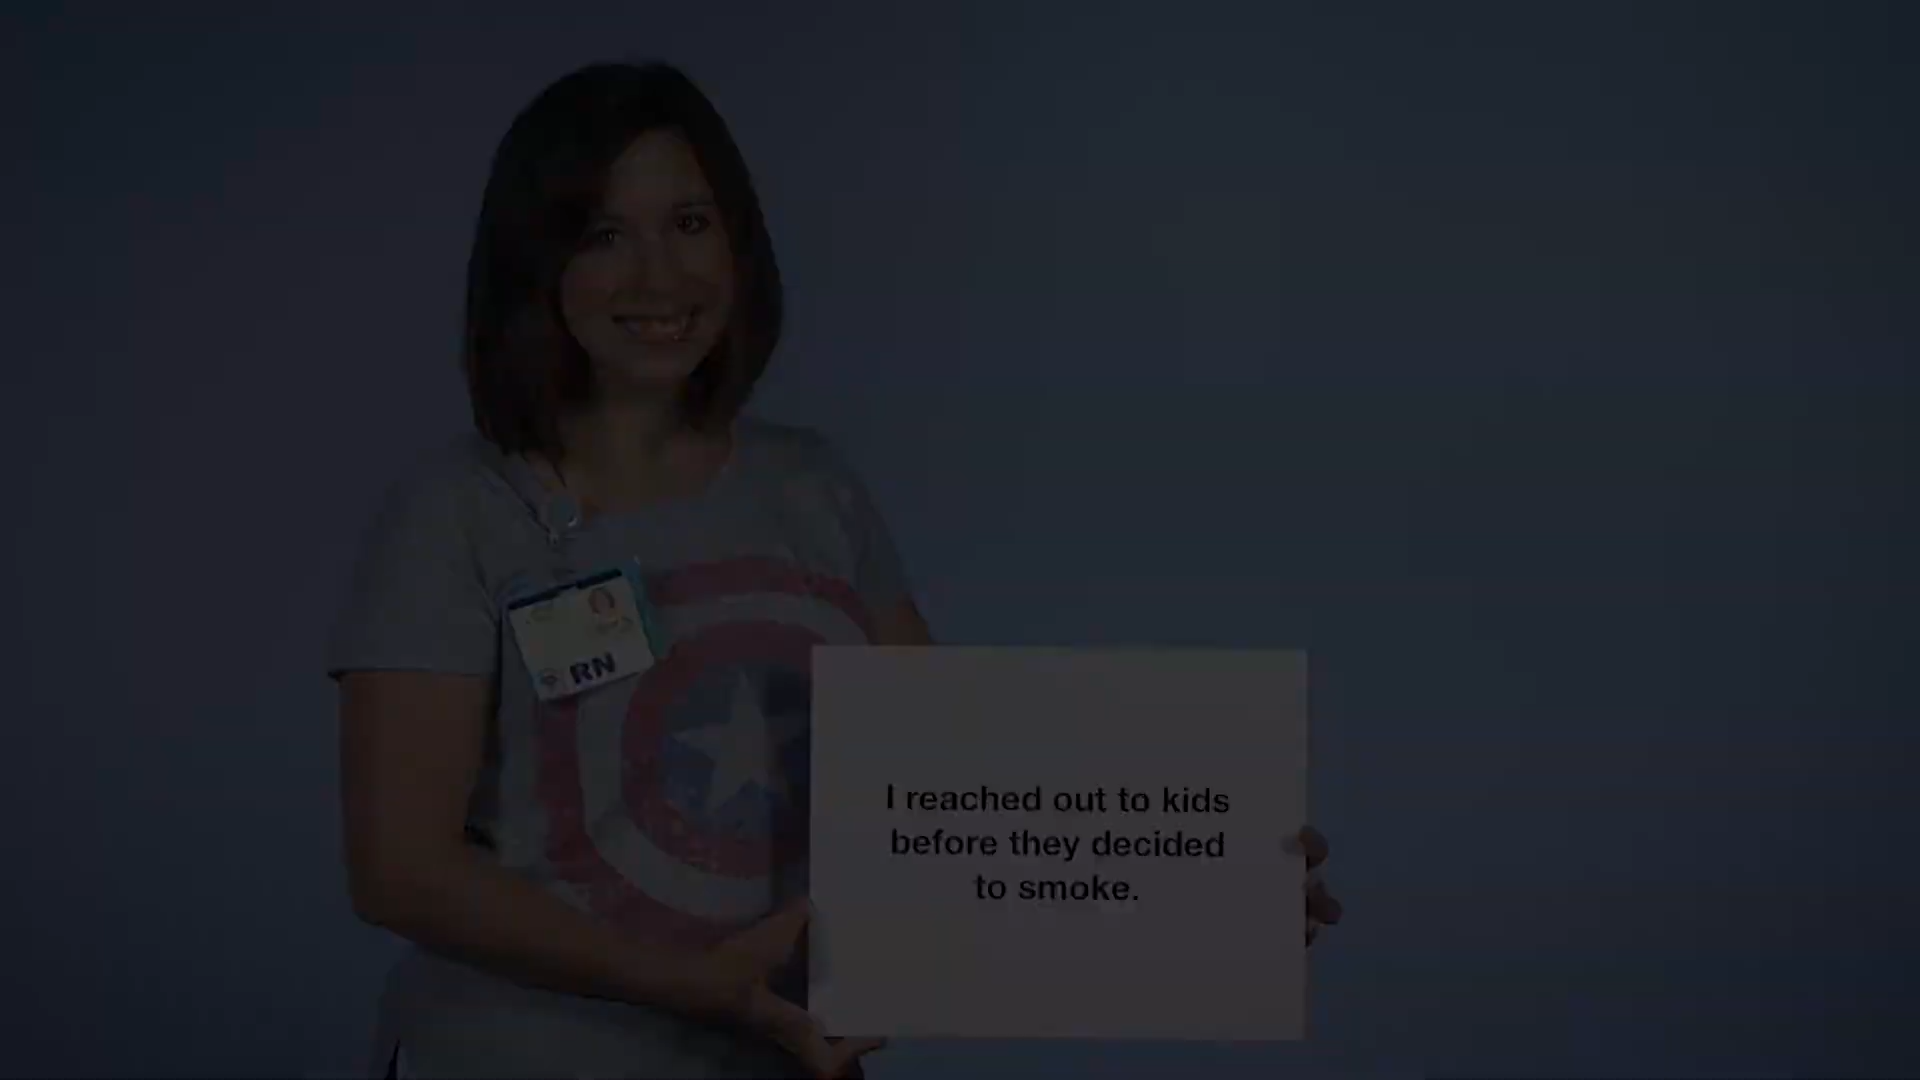 RN
I reached out to kids
before they decided
to smoke.